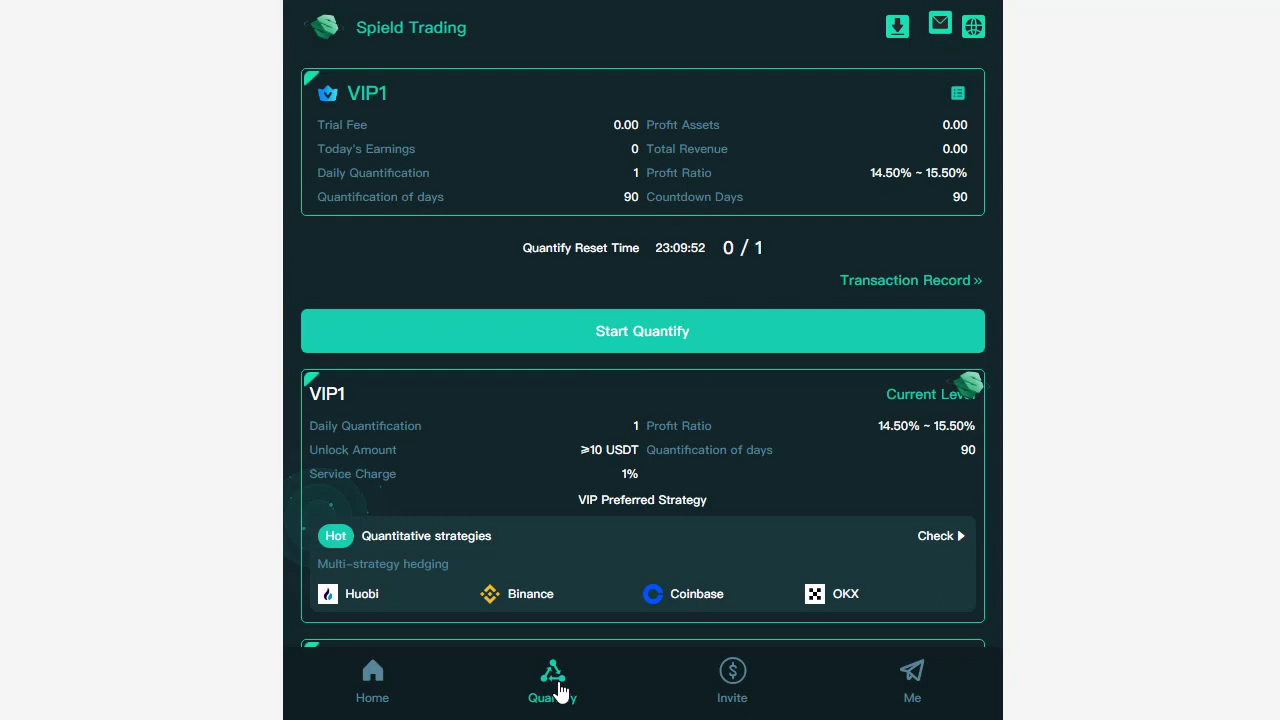 Spield Trading
VIP1
Trial Fee 0.00 Profit Assets 0.00
Today's Earnings 0 Total Revenue 0.00
Daily Quantification 1 Profit Ratio 14.50% ~ 15.50%
Quantification of days 90 Countdown Days 90
Quantify Reset Time 23:09:52 0 / 1
Transaction Record »
Start Quantify
VIP1 Current Level
Daily Quantification 1 Profit Ratio 14.50% ~ 15.50%
Unlock Amount ≥10 USDT Quantification of days 90
Service Charge 1%
VIP Preferred Strategy
Hot Quantitative strategies Check
Multi-strategy hedging
Huobi Binance Coinbase OKX
Home Quantify Invite Me